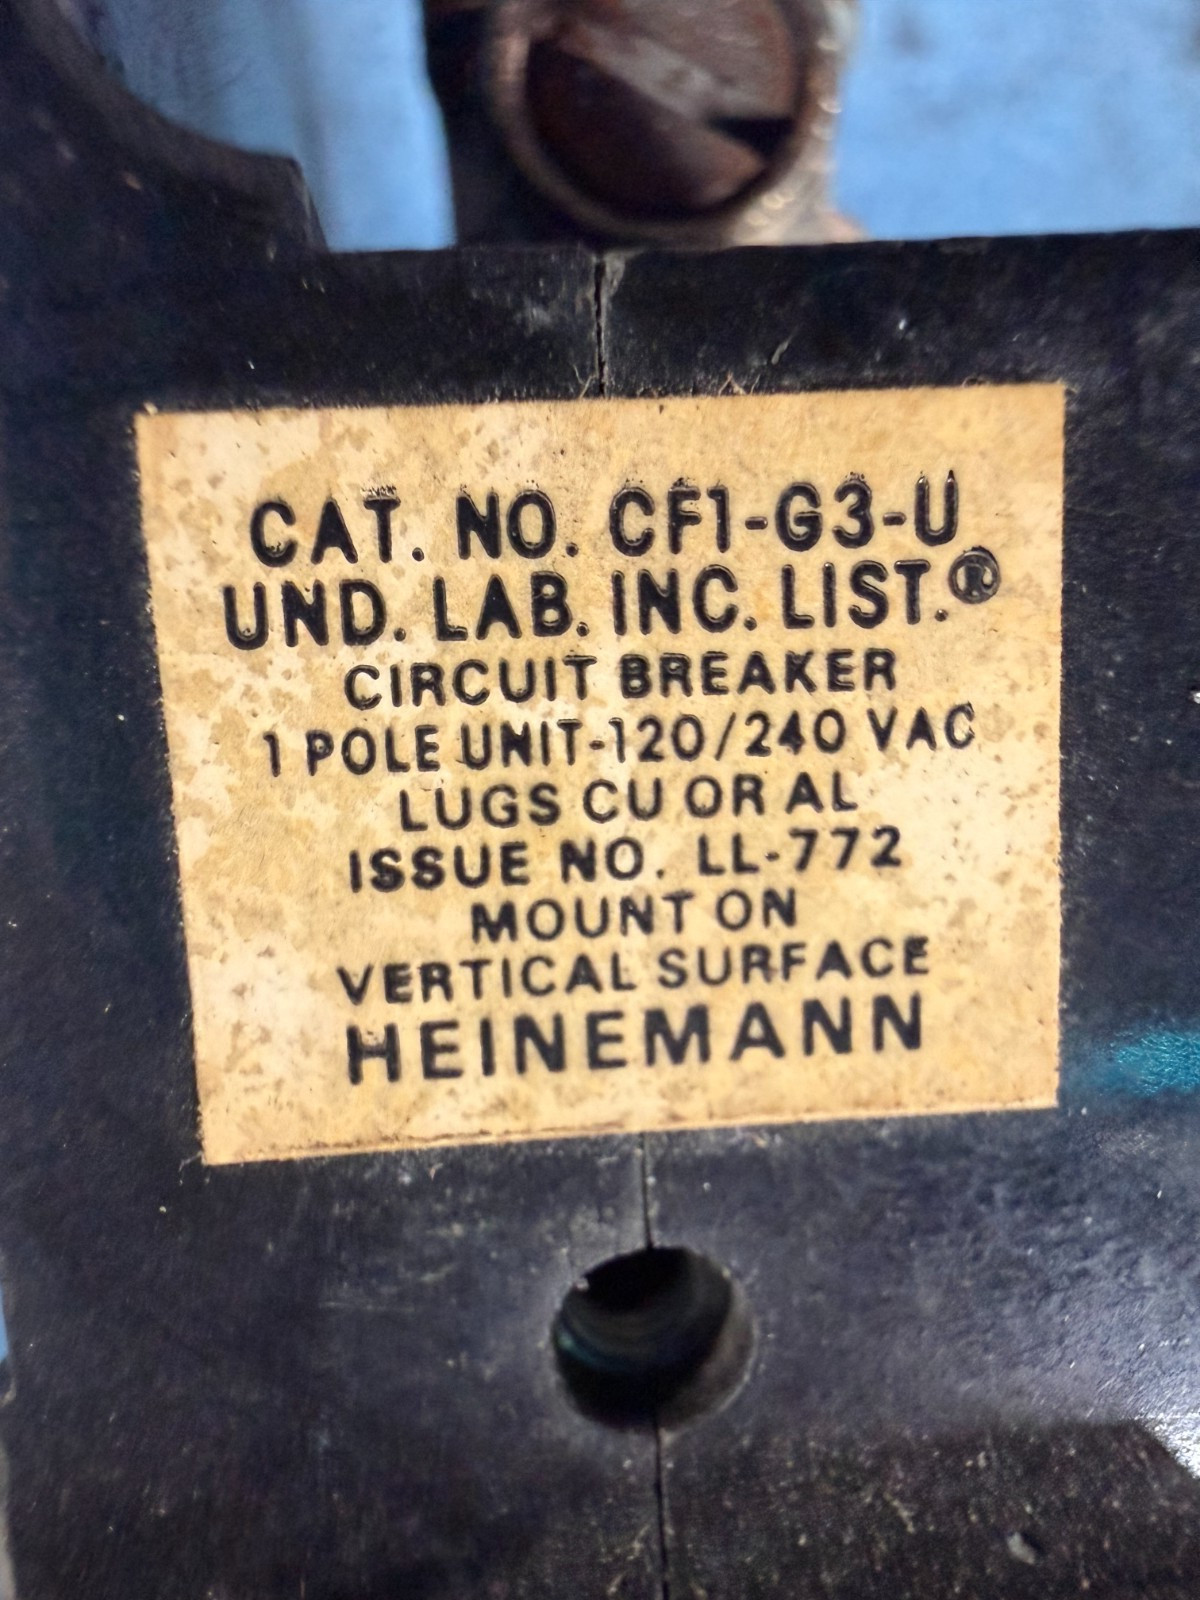 CAT. NO. CF1-G3-U
UND. LAB. INC. LIST.®
CIRCUIT BREAKER
1 POLE UNIT-120/240 VAC
LUGS CU OR AL
ISSUE NO. LL-772
MOUNT ON
VERTICAL SURFACE
HEINEMANN